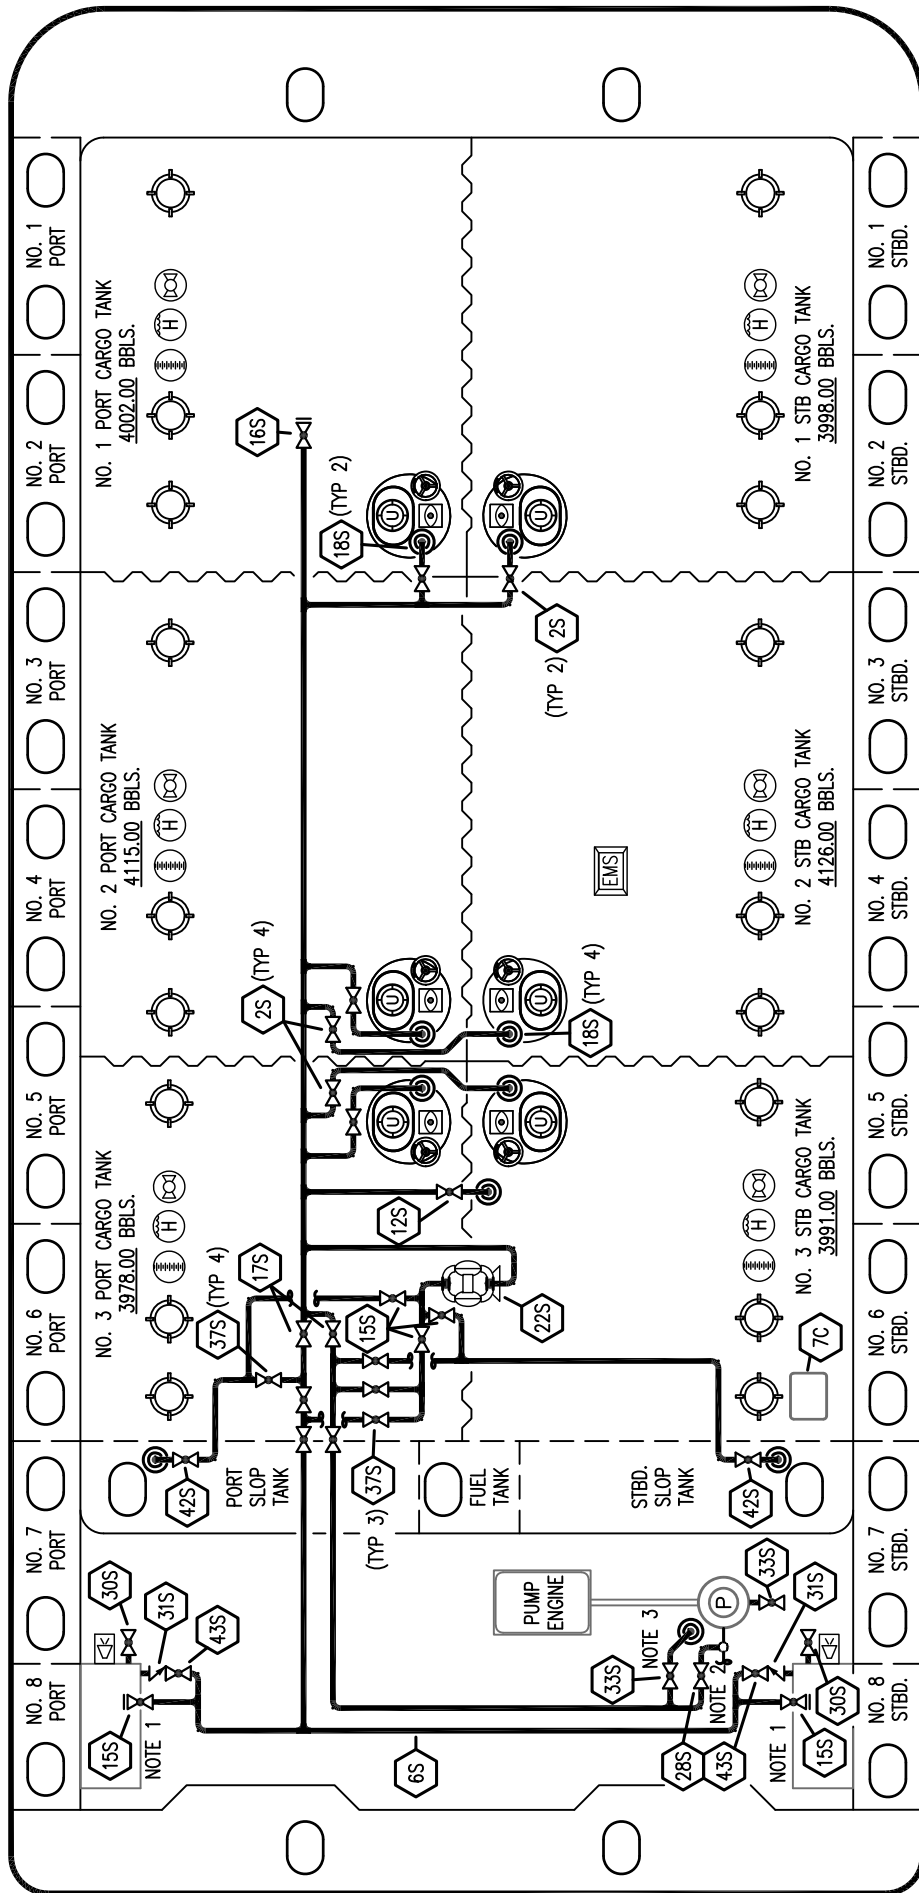 NO. 1
PORT
NO. 2
PORT
NO. 3
PORT
NO. 4
PORT
NO. 5
PORT
NO. 6
PORT
NO. 7
PORT
NO. 8
PORT
NO. 1 PORT CARGO TANK
4002.00 BBLS.
H
NO. 2 PORT CARGO TANK
4115.00 BBLS.
H
NO. 3 PORT CARGO TANK
3978.00 BBLS.
H
16S
18S
(TYP 2)
U
U
2S
(TYP 2)
2S
(TYP 4)
U
U
18S
(TYP 4)
U
U
EMS
12S
37S
(TYP 4)
17S
15S
22S
7C
42S
PORT
SLOP
TANK
37S
(TYP 3)
FUEL
TANK
STBD.
SLOP
TANK
42S
30S
31S
43S
15S
NOTE 1
6S
PUMP
ENGINE
P
33S
NOTE 3
33S
31S
NOTE 2
28S
43S
NOTE 1
15S
30S
NO. 1 STB CARGO TANK
3998.00 BBLS.
H
NO. 2 STB CARGO TANK
4126.00 BBLS.
H
NO. 3 STB CARGO TANK
3991.00 BBLS.
H
NO. 1
STBD.
NO. 2
STBD.
NO. 3
STBD.
NO. 4
STBD.
NO. 5
STBD.
NO. 6
STBD.
NO. 7
STBD.
NO. 8
STBD.